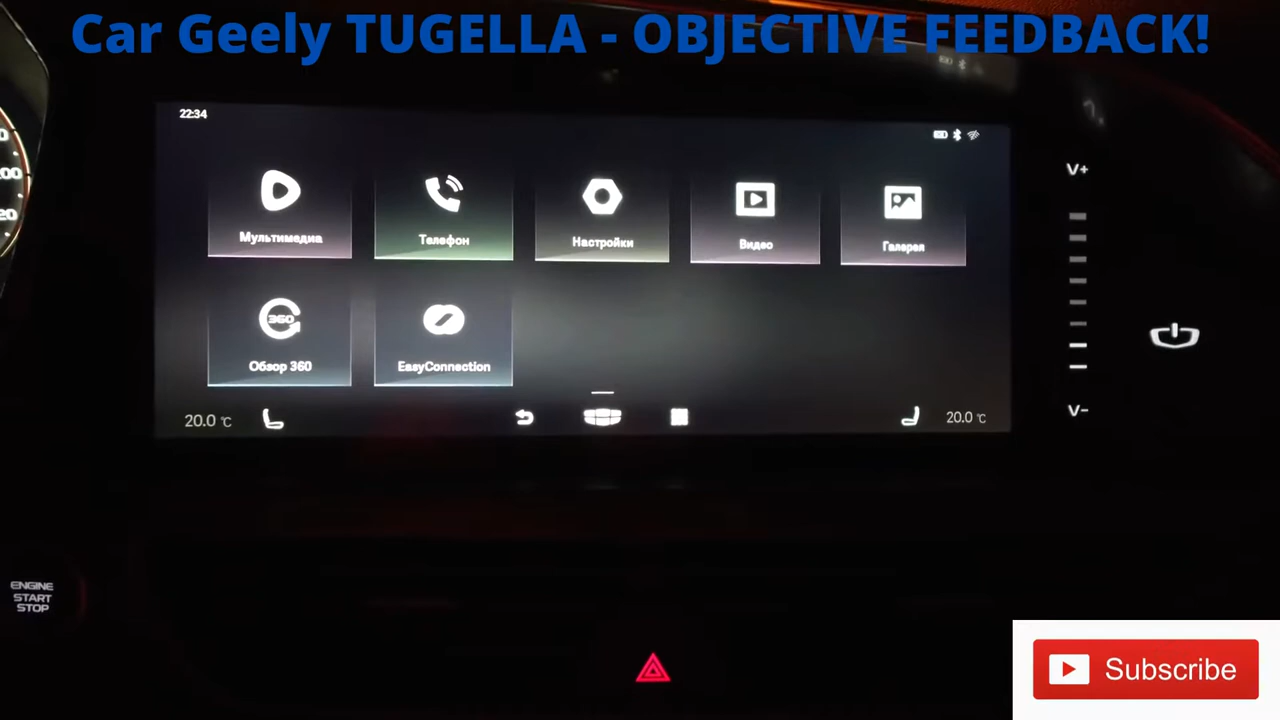 Car Geely TUGELLA - OBJECTIVE FEEDBACK!
22:34
V+
Мультимедиа
Телефон
Настройки
Видео
Галерея
360
Обзор 360
EasyConnection
20.0 °C
20.0 °C
V-
ENGINE
START
STOP
Subscribe